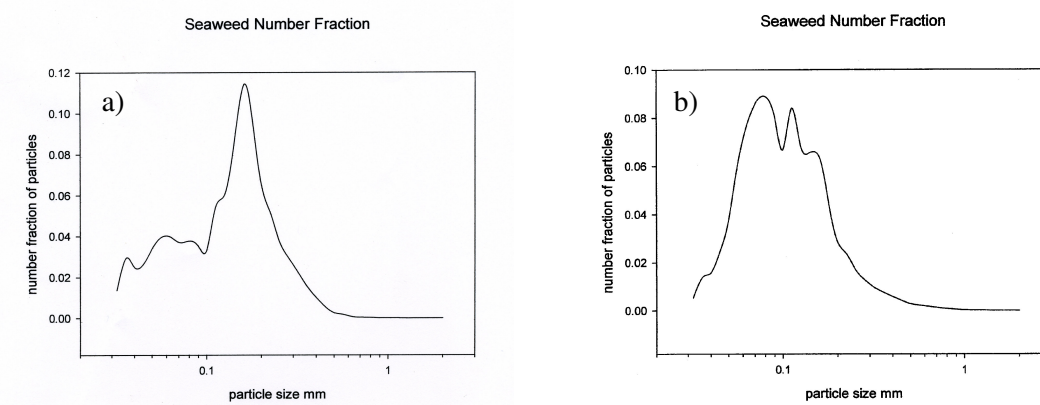 Seaweed Number Fraction
a)
number fraction of particles
0.12
0.10
0.08
0.06
0.04
0.02
0.00
0.1
1
particle size mm
Seaweed Number Fraction
b)
number fraction of particles
0.10
0.08
0.06
0.04
0.02
0.00
0.1
1
particle size mm